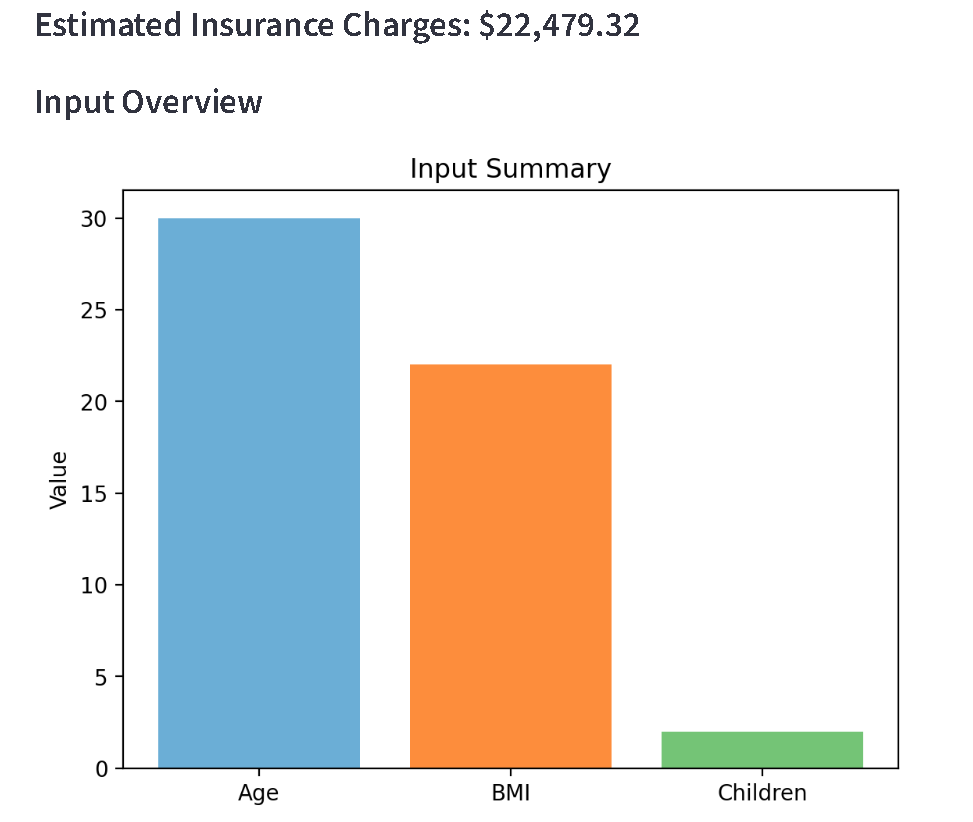 Estimated Insurance Charges: $22,479.32
Input Overview
Input Summary
30
25
20
15
10
5
0
Value
Age BMI Children